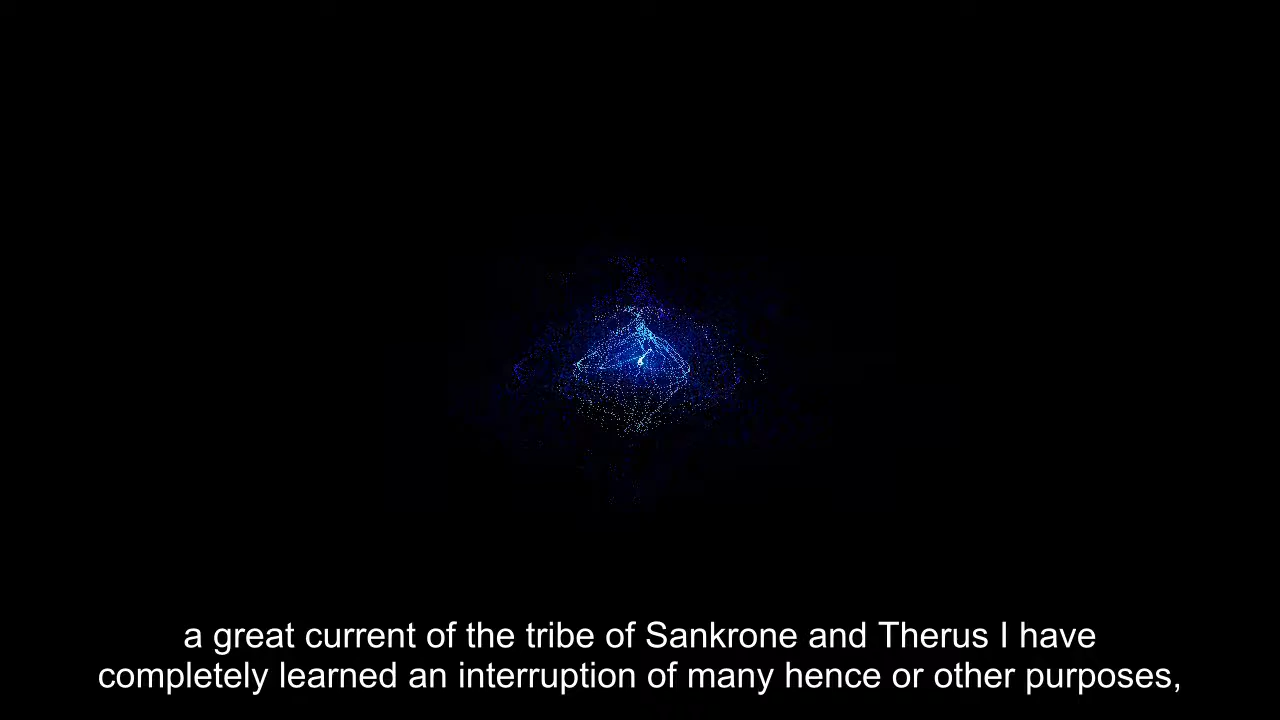 a great current of the tribe of Sankrone and Therus I have
completely learned an interruption of many hence or other purposes,